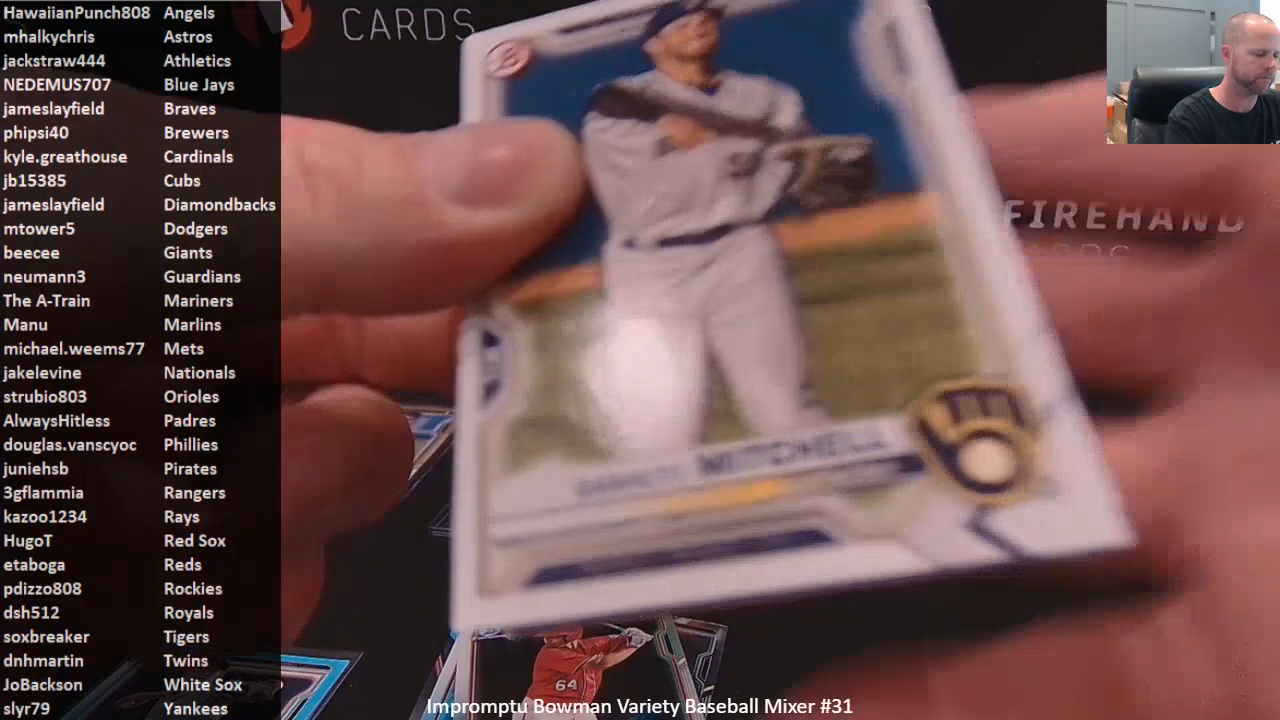 HawaiianPunch808 Angels
mhalkychris Astros
jackstraw444 Athletics
NEDEMUS707 Blue Jays
jameslayfield Braves
phipsi40 Brewers
kyle.greathouse Cardinals
jb15385 Cubs
jameslayfield Diamondbacks
mtower5 Dodgers
beecee Giants
neumann3 Guardians
The A-Train Mariners
Manu Marlins
michael.weems77 Mets
jakelevine Nationals
strubio803 Orioles
AlwaysHitless Padres
douglas.vanscyoc Phillies
juniehsb Pirates
3gflammia Rangers
kazoo1234 Rays
HugoT Red Sox
etaboga Reds
pdizzo808 Rockies
dsh512 Royals
soxbreaker Tigers
dnhmartin Twins
JoBackson White Sox
slyr79 Yankees
CARDS
FIREHAND
MITCHELL
64
Impromptu Bowman Variety Baseball Mixer #31